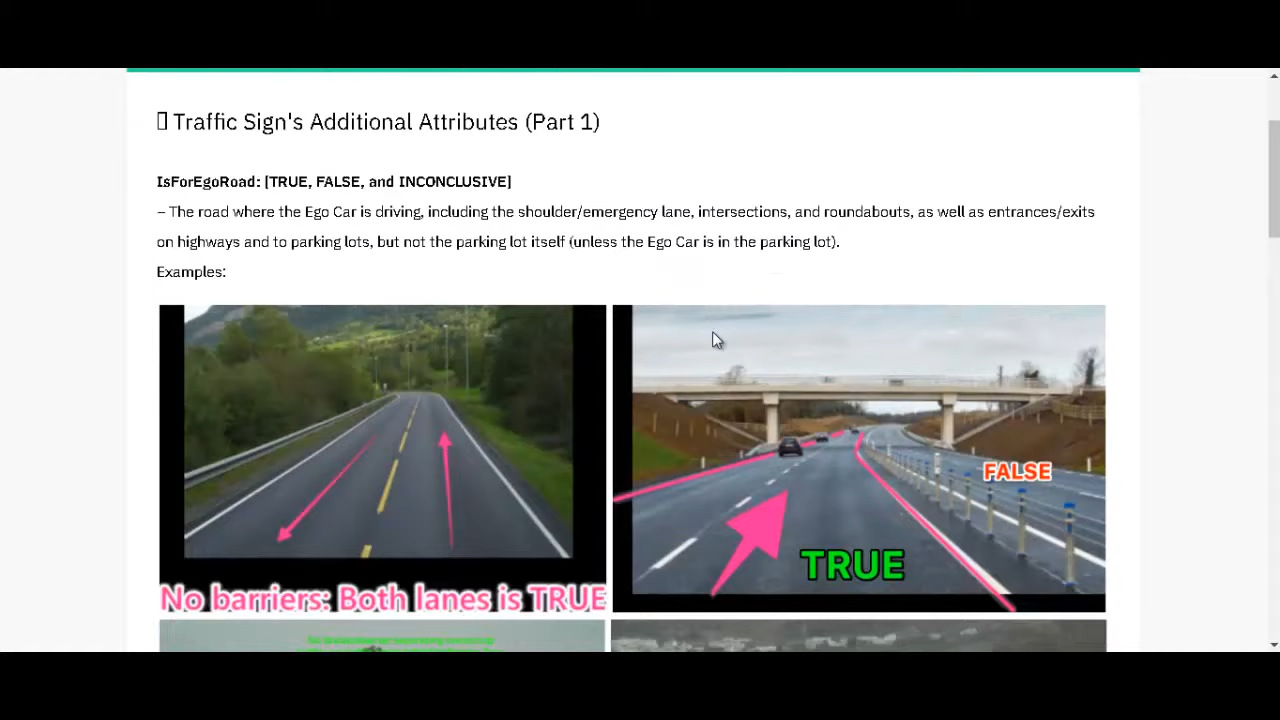 Traffic Sign's Additional Attributes (Part 1)
IsForEgoRoad: [TRUE, FALSE, and INCONCLUSIVE]
– The road where the Ego Car is driving, including the shoulder/emergency lane, intersections, and roundabouts, as well as entrances/exits
on highways and to parking lots, but not the parking lot itself (unless the Ego Car is in the parking lot).
Examples:
FALSE
TRUE
No barriers: Both lanes is TRUE